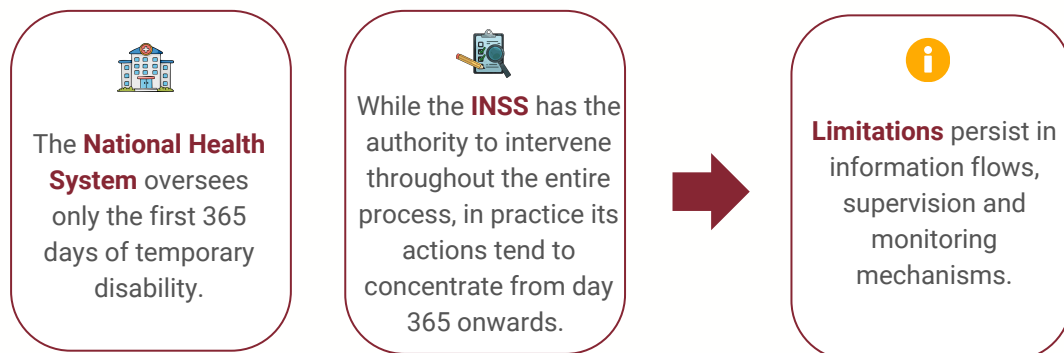 The National Health
System oversees
only the first 365
days of temporary
disability.
While the INSS has the
authority to intervene
throughout the entire
process, in practice its
actions tend to
concentrate from day
365 onwards.
Limitations persist in
information flows,
supervision and
monitoring
mechanisms.